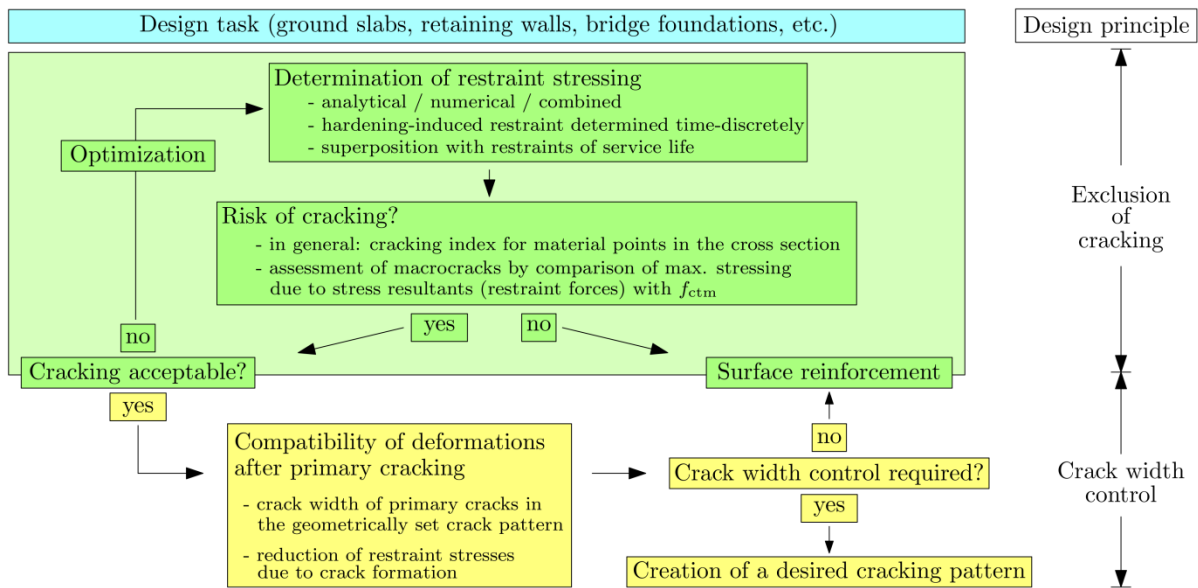 Design task (ground slabs, retaining walls, bridge foundations, etc.)
Design principle
Determination of restraint stressing
- analytical / numerical / combined
- hardening-induced restraint determined time-discretely
- superposition with restraints of service life
Optimization
Risk of cracking?
- in general: cracking index for material points in the cross section
- assessment of macrocracks by comparison of max. stressing
due to stress resultants (restraint forces) with fctm
Exclusion
of
cracking
no
yes
no
Cracking acceptable?
Surface reinforcement
yes
Compatibility of deformations
after primary cracking
- crack width of primary cracks in
the geometrically set crack pattern
- reduction of restraint stresses
due to crack formation
no
Crack width control required?
yes
Creation of a desired cracking pattern
Crack width
control